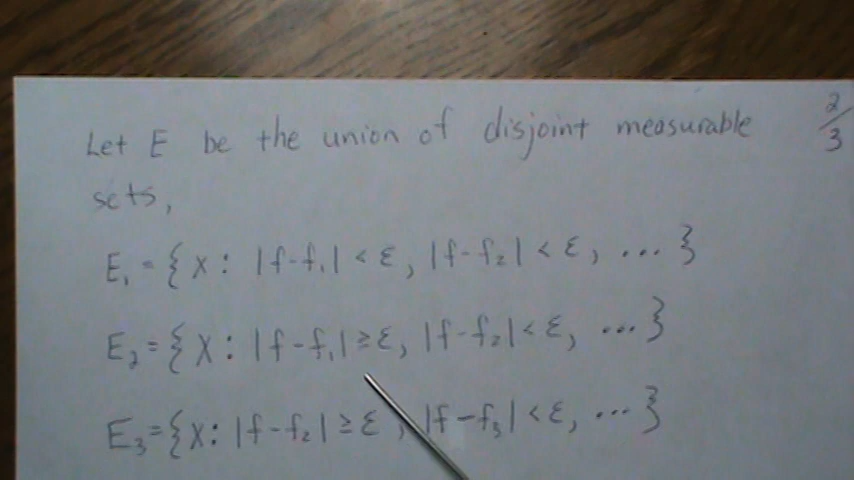 Let E be the union of disjoint measurable 2/3
sets,
E₁ = {x: |f-f₁| < ε, |f-f₂| < ε, ...}
E₂ = {x: |f-f₁| ≥ ε, |f-f₂| < ε, ...}
E₃ = {x: |f-f₂| ≥ ε, |f-f₃| < ε, ...}